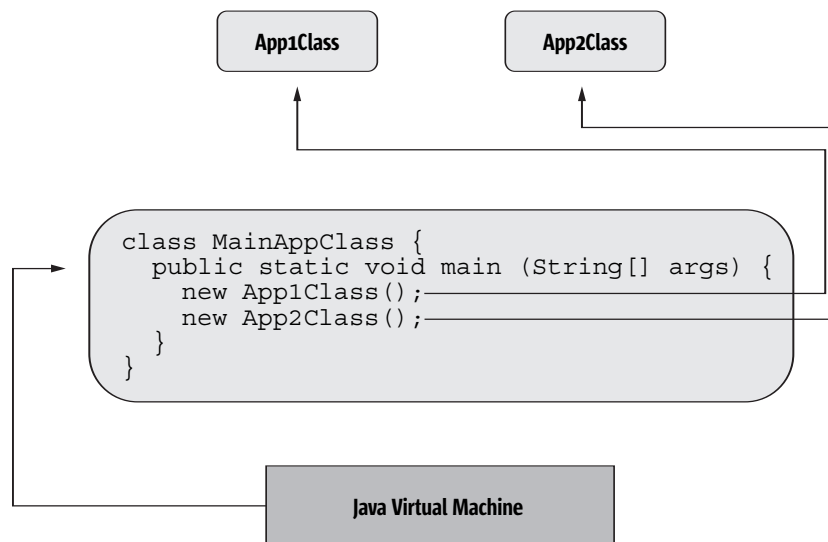 App1Class
App2Class
class MainAppClass {
public static void main (String[] args) {
new App1Class();
new App2Class();
}
}
Java Virtual Machine